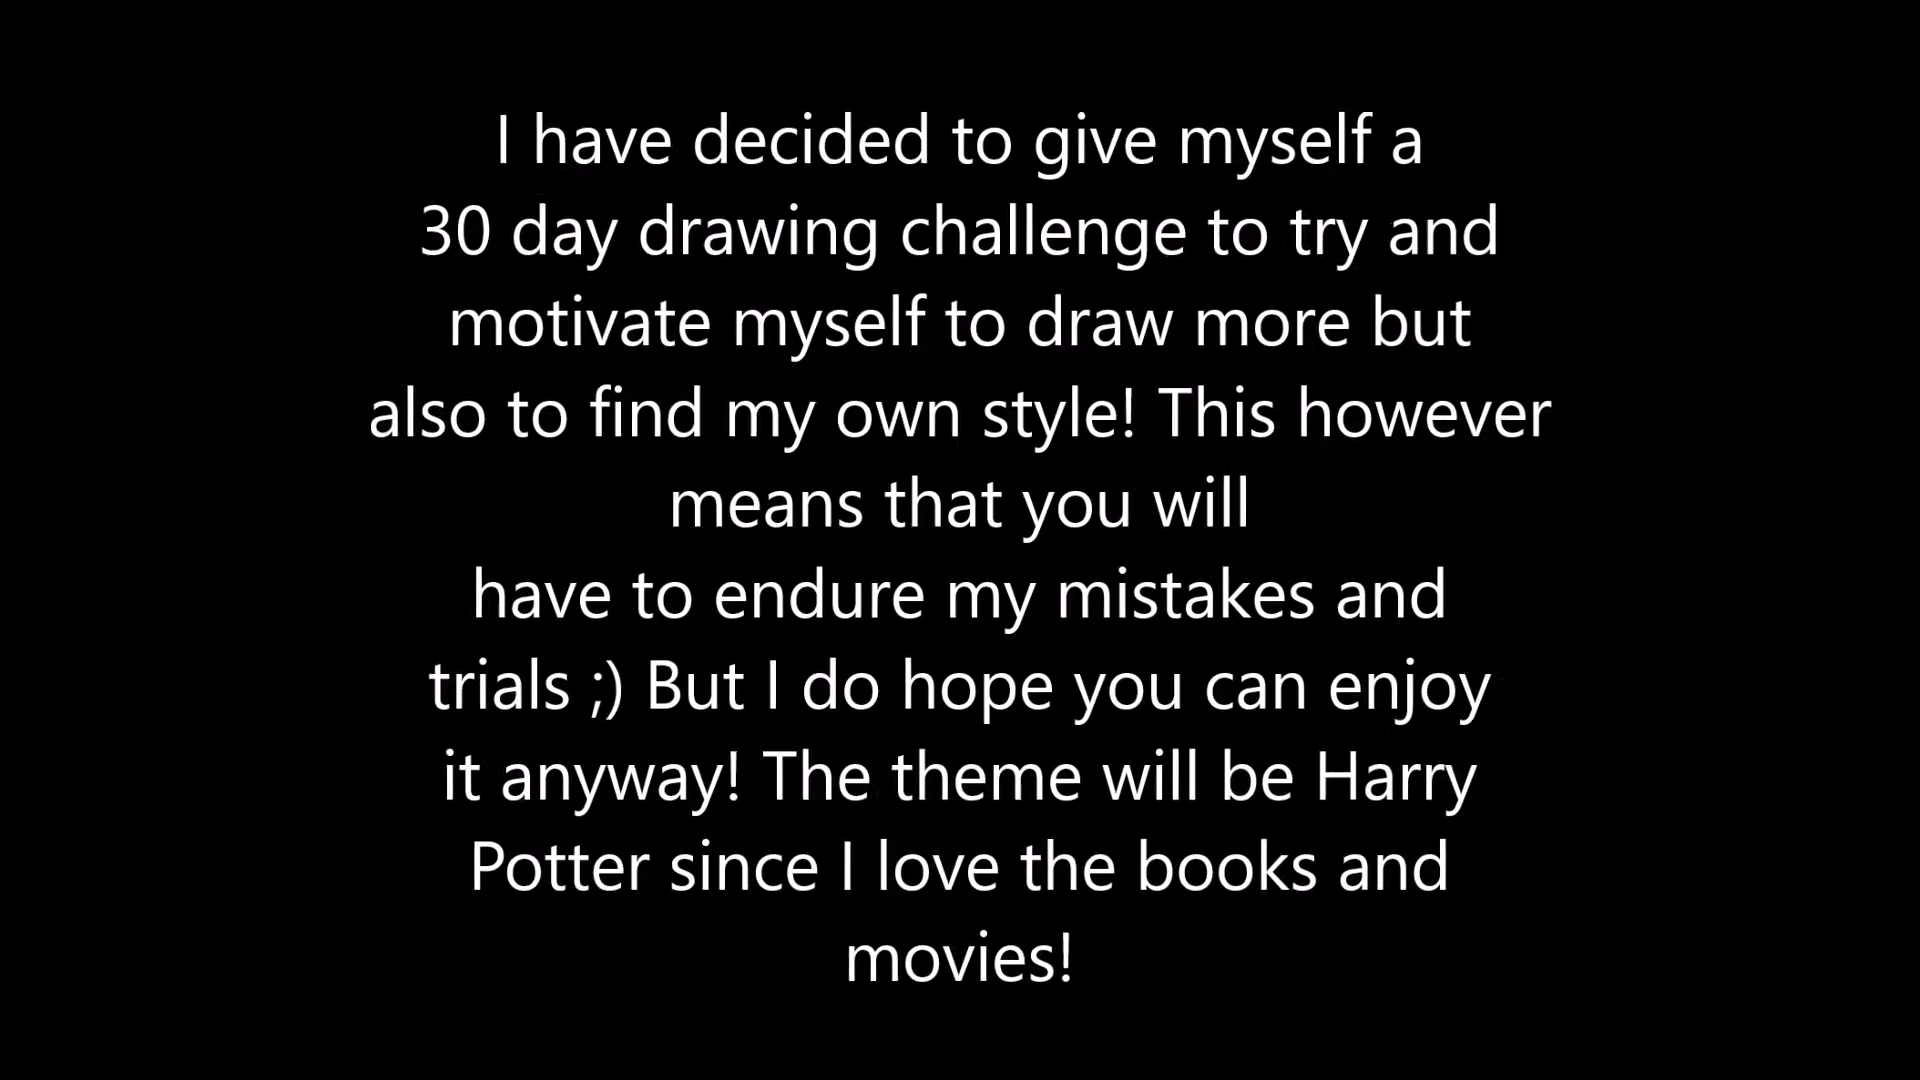 I have decided to give myself a
30 day drawing challenge to try and
motivate myself to draw more but
also to find my own style! This however
means that you will
have to endure my mistakes and
trials ;) But I do hope you can enjoy
it anyway! The theme will be Harry
Potter since I love the books and
movies!